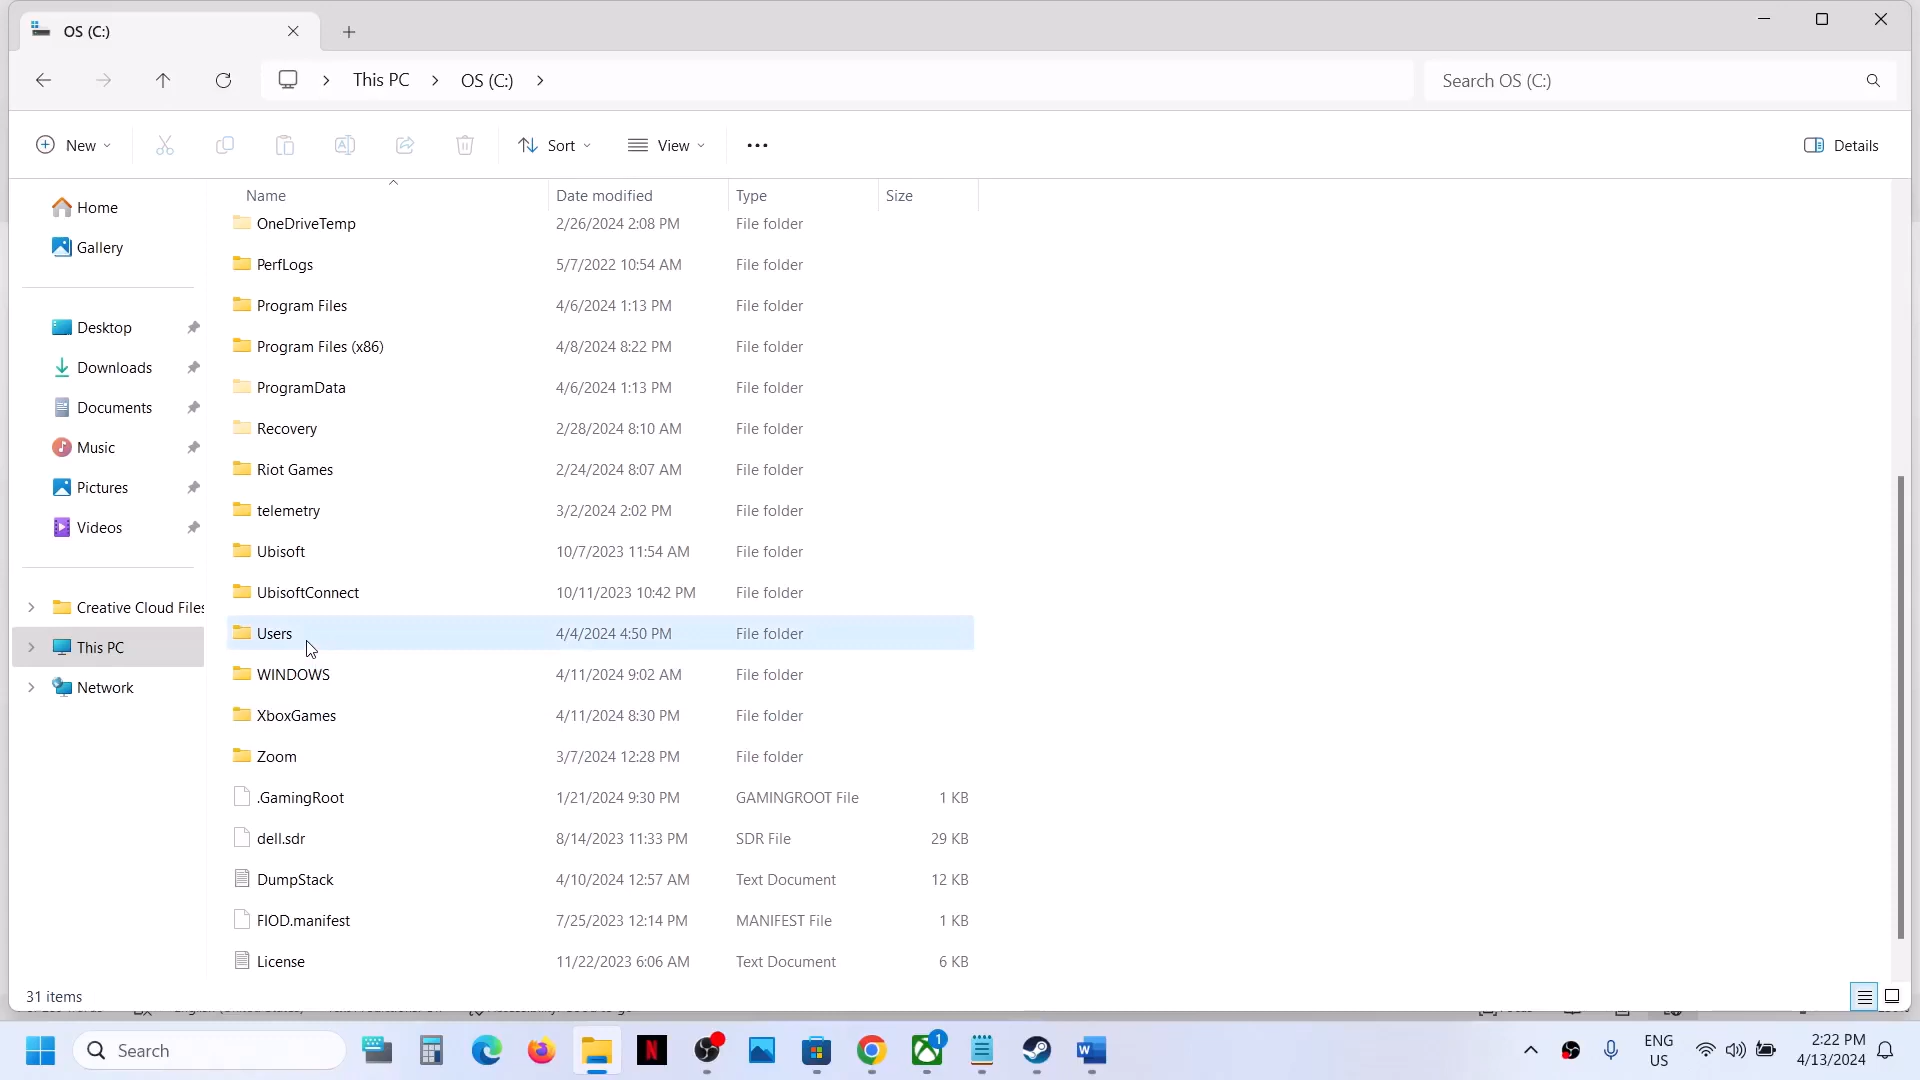 OS (C:)
This PC
OS (C:)
Search OS (C:)
New
Sort
View
Details
Name
Date modified
Type
Size
Home
Gallery
Desktop
Downloads
Documents
Music
Pictures
Videos
Creative Cloud Files
This PC
Network
OneDriveTemp 2/26/2024 2:08 PM File folder
PerfLogs 5/7/2022 10:54 AM File folder
Program Files 4/6/2024 1:13 PM File folder
Program Files (x86) 4/8/2024 8:22 PM File folder
ProgramData 4/6/2024 1:13 PM File folder
Recovery 2/28/2024 8:10 AM File folder
Riot Games 2/24/2024 8:07 AM File folder
telemetry 3/2/2024 2:02 PM File folder
Ubisoft 10/7/2023 11:54 AM File folder
UbisoftConnect 10/11/2023 10:42 PM File folder
Users 4/4/2024 4:50 PM File folder
WINDOWS 4/11/2024 9:02 AM File folder
XboxGames 4/11/2024 8:30 PM File folder
Zoom 3/7/2024 12:28 PM File folder
.GamingRoot 1/21/2024 9:30 PM GAMINGROOT File 1 KB
dell.sdr 8/14/2023 11:33 PM SDR File 29 KB
DumpStack 4/10/2024 12:57 AM Text Document 12 KB
FIOD.manifest 7/25/2023 12:14 PM MANIFEST File 1 KB
License 11/22/2023 6:06 AM Text Document 6 KB
31 items
Search
N
1
W
ENG
US
2:22 PM
4/13/2024